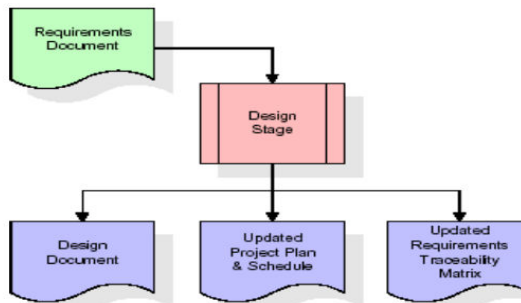 Requirements
Document
Design
Stage
Design
Document
Updated
Project Plan
& Schedule
Updated
Requirements
Traceability
Matrix